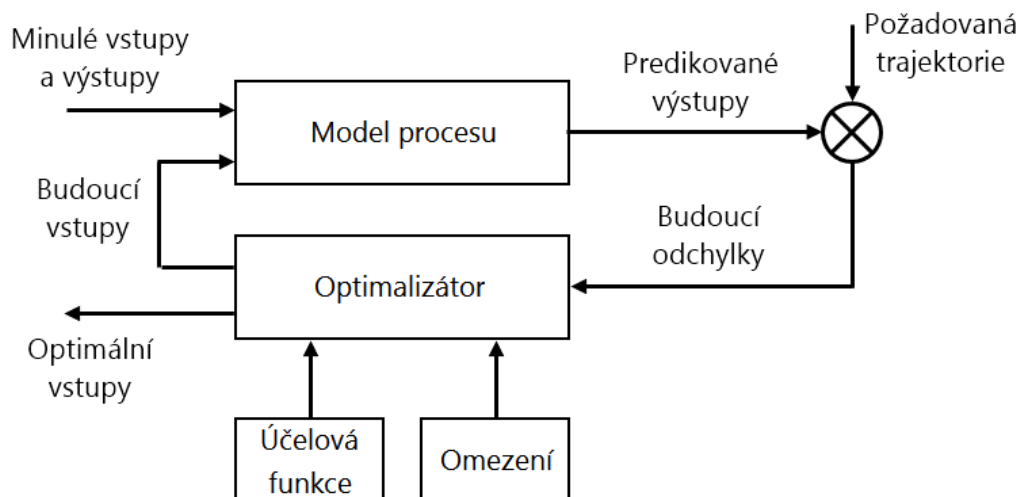 Minulé vstupy
a výstupy
Model procesu
Predikované
výstupy
Požadovaná
trajektorie
Budoucí
vstupy
Budoucí
odchylky
Optimalizátor
Optimální
vstupy
Účelová
funkce
Omezení